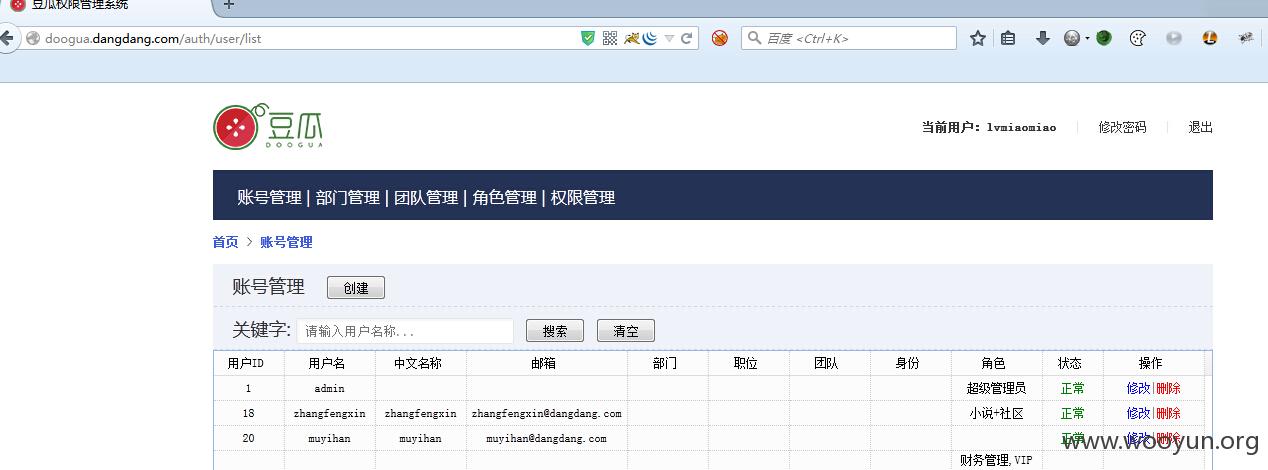 豆瓜权限管理系统
doogua.dangdang.com/auth/user/list
百度 <Ctrl+K>
豆瓜
DOOGUA
当前用户：lvmiaomiao 修改密码 退出
账号管理 | 部门管理 | 团队管理 | 角色管理 | 权限管理
首页 > 账号管理
账号管理 创建
关键字: 请输入用户名称... 搜索 清空
用户ID 用户名 中文名称 邮箱 部门 职位 团队 身份 角色 状态 操作
1 admin 超级管理员 正常 修改|删除
18 zhangfengxin zhangfengxin zhangfengxin@dangdang.com 小说+社区 正常 修改|删除
20 muyihan muyihan muyihan@dangdang.com 正常 修改|删除
www.wooyun.org
财务管理,VIP